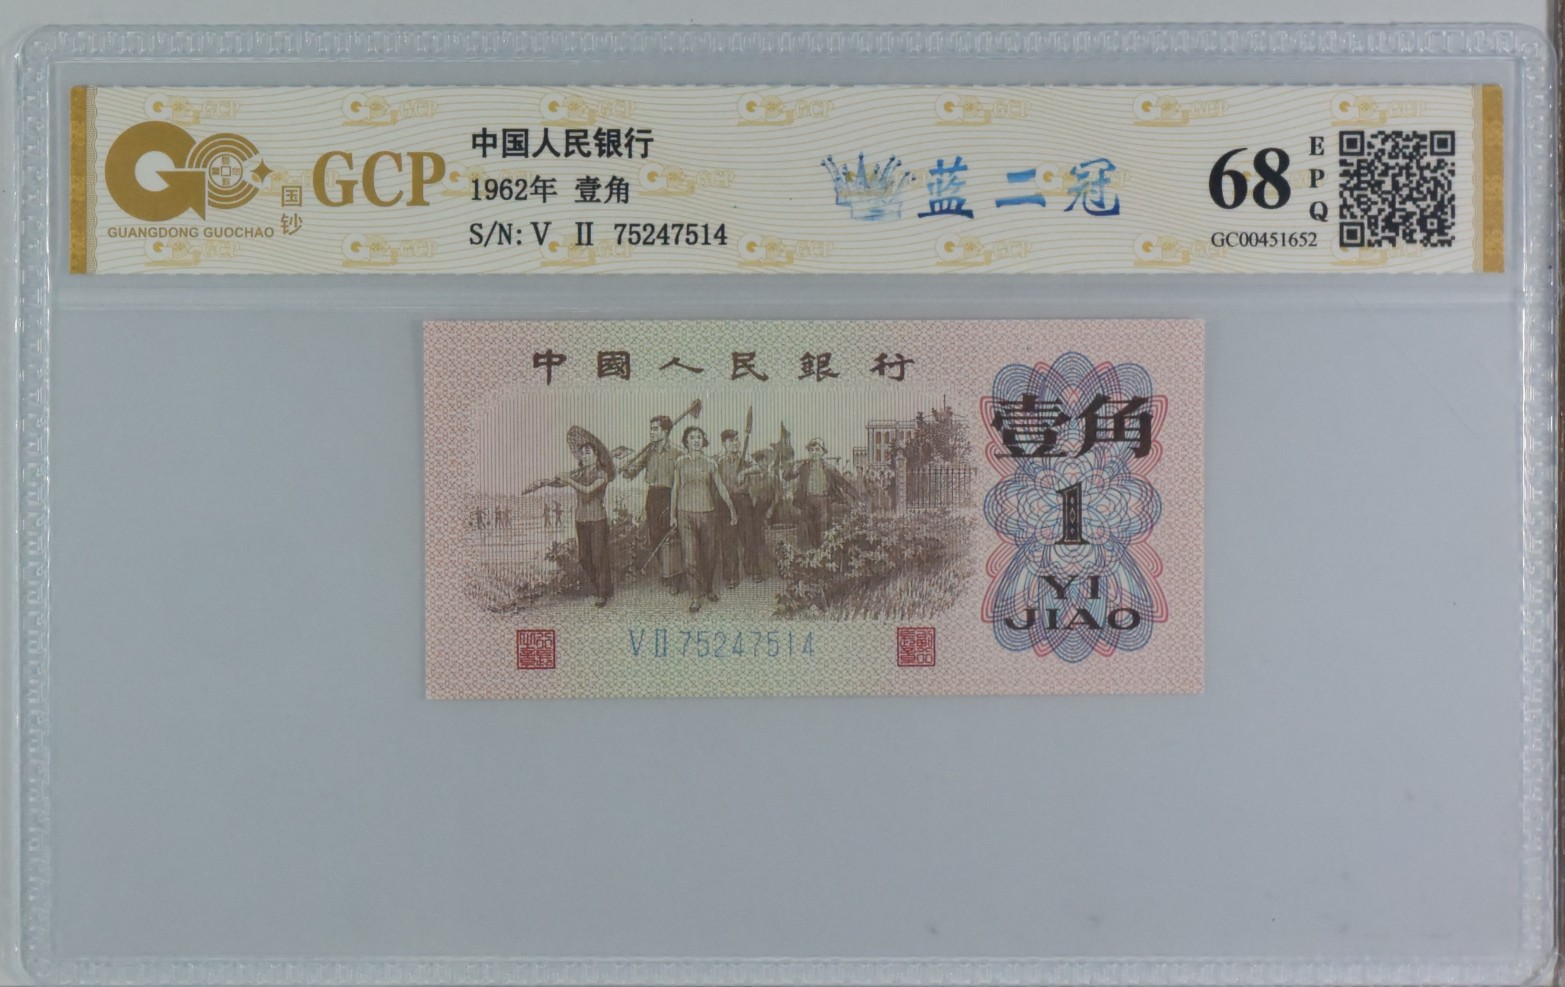 GCP
GUANGDONG GUOCHAO
国
钞
中国人民银行
1962年 壹角
S/N: V II 75247514
蓝二冠
68
EPQ
GC00451652
中國人民銀行
壹角
1
YI
JIAO
V II 75247514